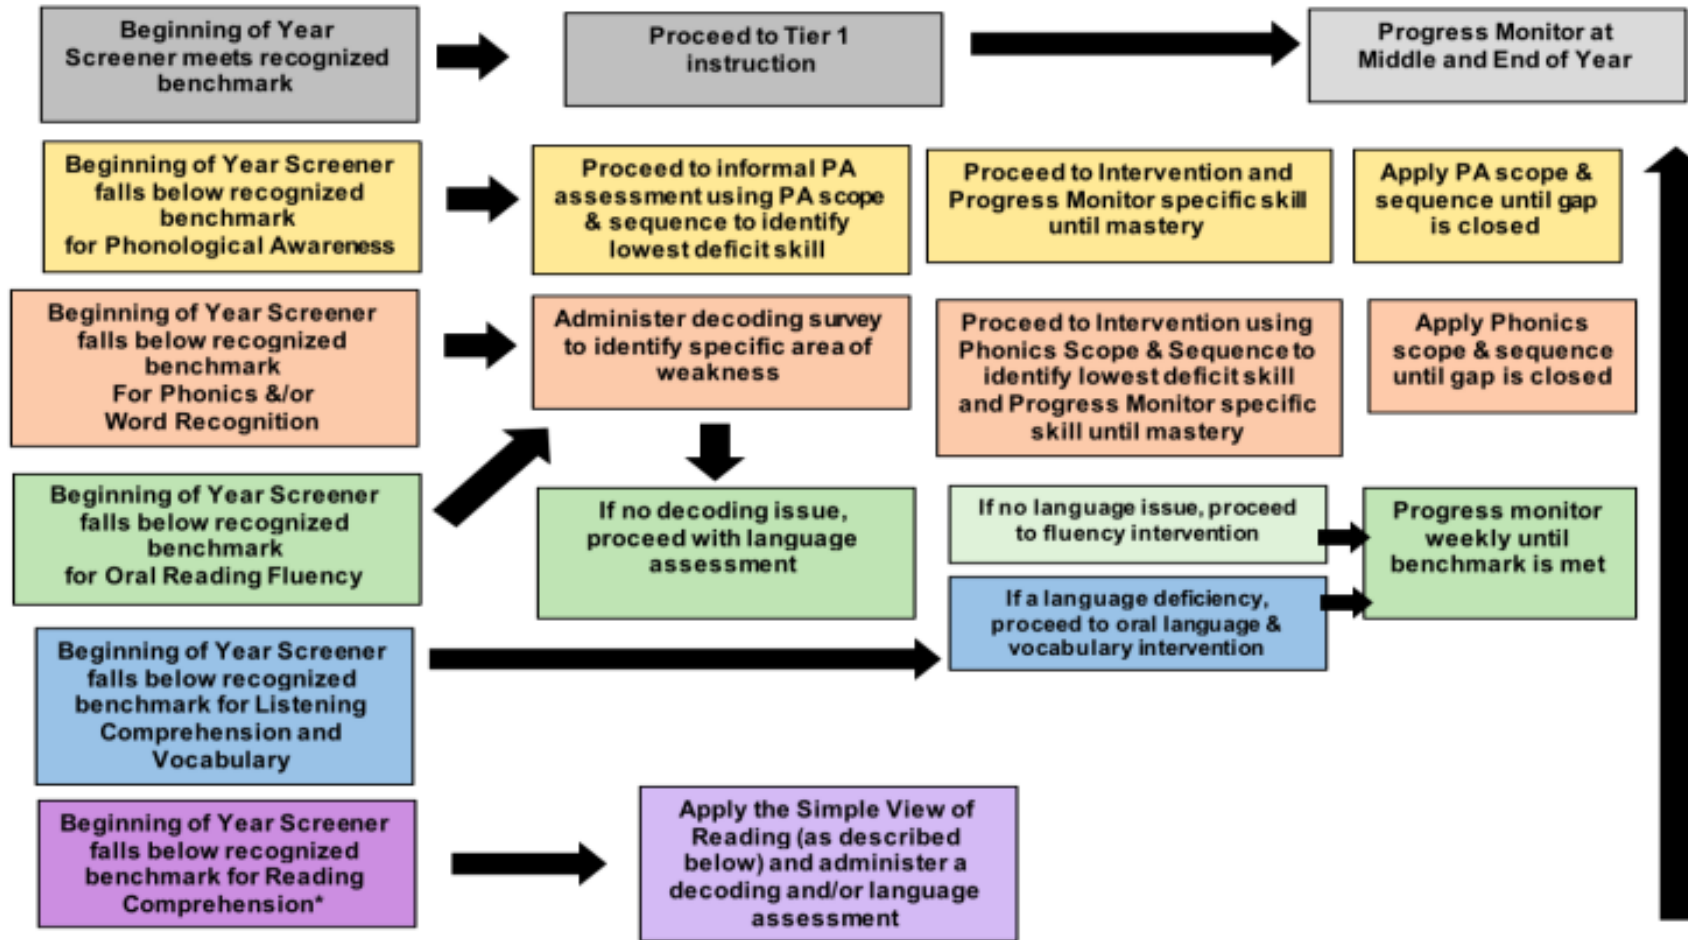 Beginning of Year
Screener meets recognized
benchmark
Proceed to Tier 1
instruction
Progress Monitor at
Middle and End of Year
Beginning of Year Screener
falls below recognized
benchmark
for Phonological Awareness
Proceed to informal PA
assessment using PA scope
& sequence to identify
lowest deficit skill
Proceed to Intervention and
Progress Monitor specific skill
until mastery
Apply PA scope &
sequence until gap
is closed
Beginning of Year Screener
falls below recognized
benchmark
For Phonics &/or
Word Recognition
Administer decoding survey
to identify specific area of
weakness
Proceed to Intervention using
Phonics Scope & Sequence to
identify lowest deficit skill
and Progress Monitor specific
skill until mastery
Apply Phonics
scope & sequence
until gap is closed
Beginning of Year Screener
falls below recognized
benchmark
for Oral Reading Fluency
If no decoding issue,
proceed with language
assessment
If no language issue, proceed
to fluency intervention
Progress monitor
weekly until
benchmark is met
If a language deficiency,
proceed to oral language &
vocabulary intervention
Beginning of Year Screener
falls below recognized
benchmark for Listening
Comprehension and
Vocabulary
Beginning of Year Screener
falls below recognized
benchmark for Reading
Comprehension*
Apply the Simple View of
Reading (as described
below) and administer a
decoding and/or language
assessment